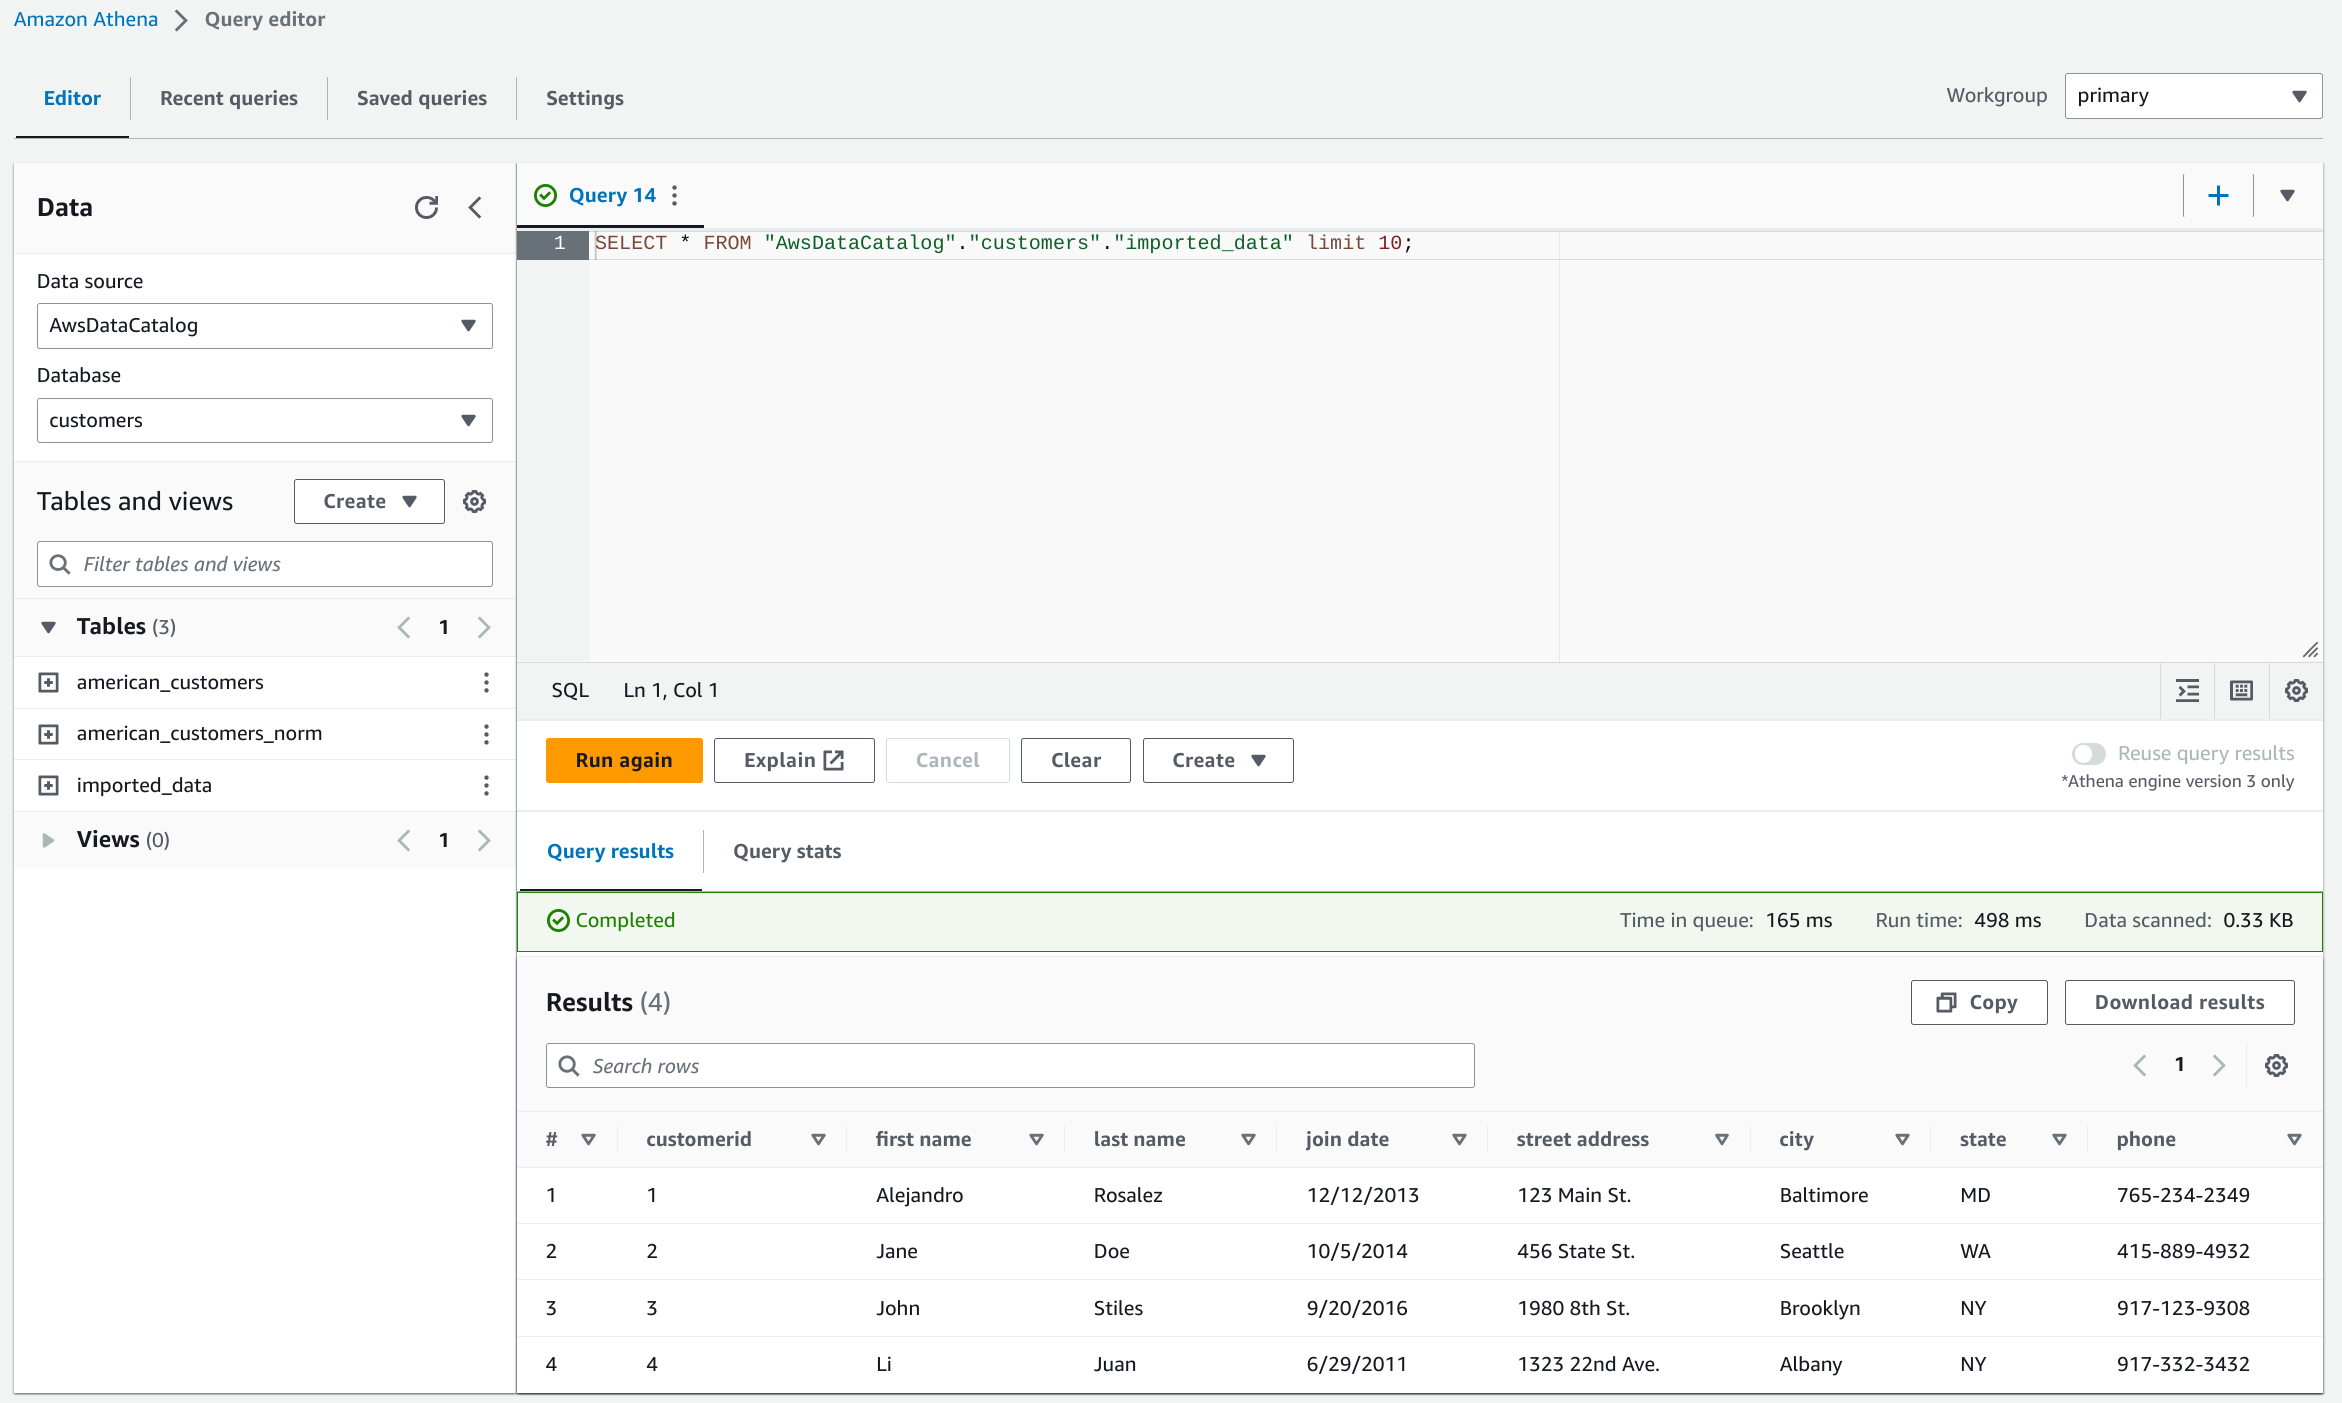 Amazon Athena Query editor
Editor Recent queries Saved queries Settings Workgroup primary
Data
Data source
AwsDataCatalog
Database
customers
Tables and views Create
Filter tables and views
Tables (3) 1
american_customers
american_customers_norm
imported_data
Views (0) 1
Query 14
1 SELECT * FROM "AwsDataCatalog"."customers"."imported_data" limit 10;
SQL Ln 1, Col 1
Run again Explain Cancel Clear Create Reuse query results
*Athena engine version 3 only
Query results Query stats
Completed Time in queue: 165 ms Run time: 498 ms Data scanned: 0.33 KB
Results (4) Copy Download results
Search rows 1
# customerid first name last name join date street address city state phone
1 1 Alejandro Rosalez 12/12/2013 123 Main St. Baltimore MD 765-234-2349
2 2 Jane Doe 10/5/2014 456 State St. Seattle WA 415-889-4932
3 3 John Stiles 9/20/2016 1980 8th St. Brooklyn NY 917-123-9308
4 4 Li Juan 6/29/2011 1323 22nd Ave. Albany NY 917-332-3432